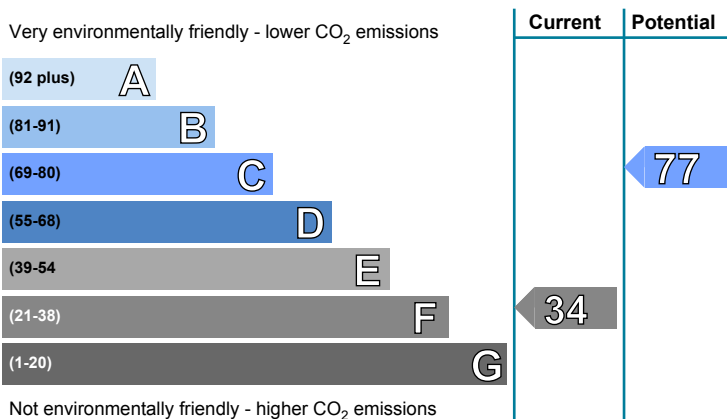 Current Potential
Very environmentally friendly - lower CO2 emissions
(92 plus) A
(81-91) B
(69-80) C 77
(55-68) D
(39-54 E
(21-38) F 34
(1-20) G
Not environmentally friendly - higher CO2 emissions